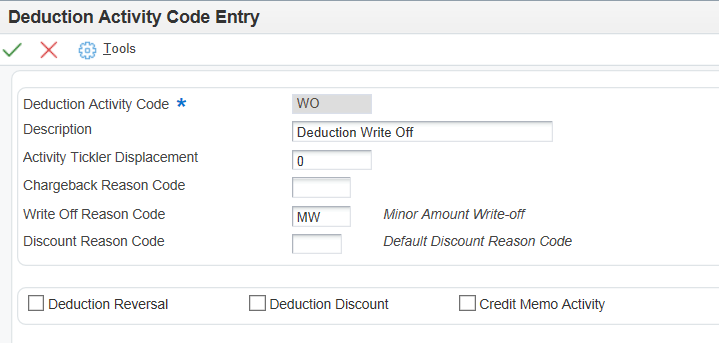 Deduction Activity Code Entry
Tools
Deduction Activity Code * WO
Description Deduction Write Off
Activity Tickler Displacement 0
Chargeback Reason Code
Write Off Reason Code MW Minor Amount Write-off
Discount Reason Code Default Discount Reason Code
Deduction Reversal Deduction Discount Credit Memo Activity